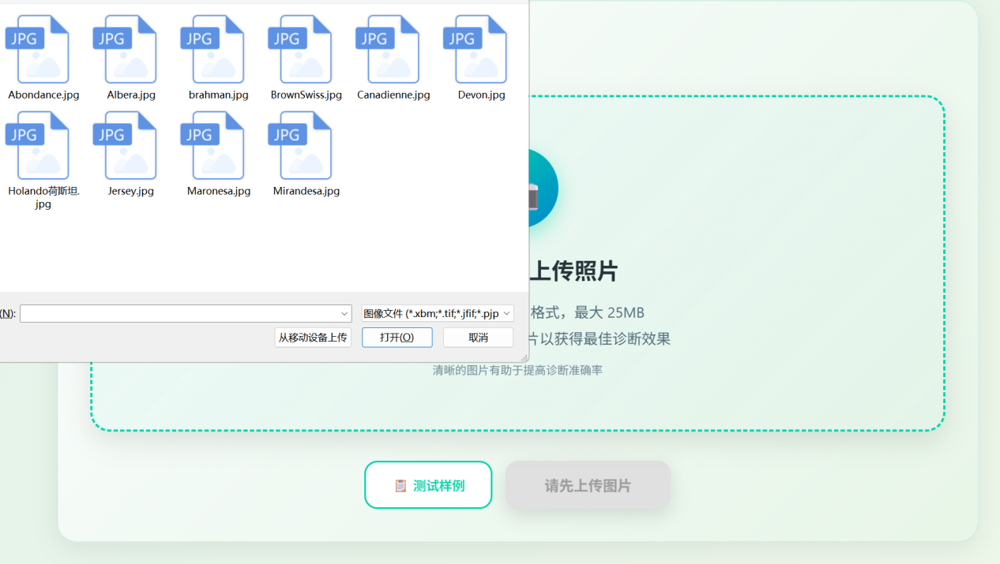 JPG JPG JPG JPG JPG JPG
Abondance.jpg Albera.jpg brahman.jpg BrownSwiss.jpg Canadienne.jpg Devon.jpg
JPG JPG JPG JPG
Holando荷斯坦.jpg Jersey.jpg Maronesa.jpg Mirandesa.jpg
(N): 图像文件 (*.xbm;*.tif;*.jfif;*.pjp
从移动设备上传 打开(O) 取消
上传照片
格式，最大 25MB
片以获得最佳诊断效果
清晰的图片有助于提高诊断准确率
测试样例 请先上传图片